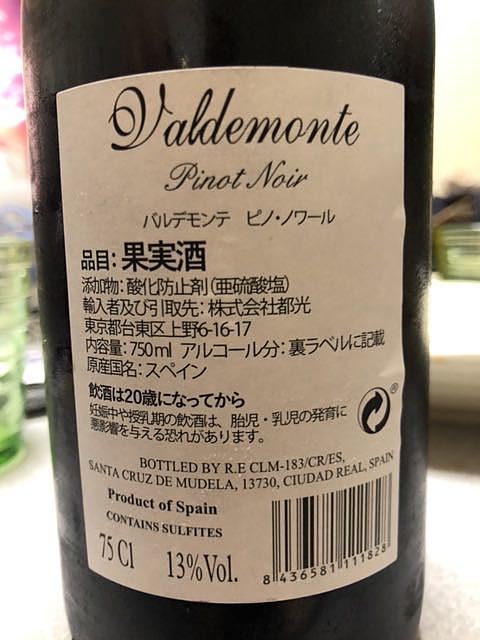 Valdemonte
Pinot Noir
バルデモンテ ピノ・ノワール
品目:果実酒
添加物:酸化防止剤(亜硫酸塩)
輸入者及び引取先:株式会社都光
東京都台東区上野6-16-17
内容量:750ml アルコール分:裏ラベルに記載
原産国名:スペイン
飲酒は20歳になってから
妊娠中や授乳期の飲酒は、胎児・乳児の発育に
悪影響を与える恐れがあります。
BOTTLED BY R.E CLM-183/CR/ES,
SANTA CRUZ DE MUDELA, 13730, CIUDAD REAL, SPAIN
Product of Spain
CONTAINS SULFITES
75 Cl 13%Vol.
8 436581 111828